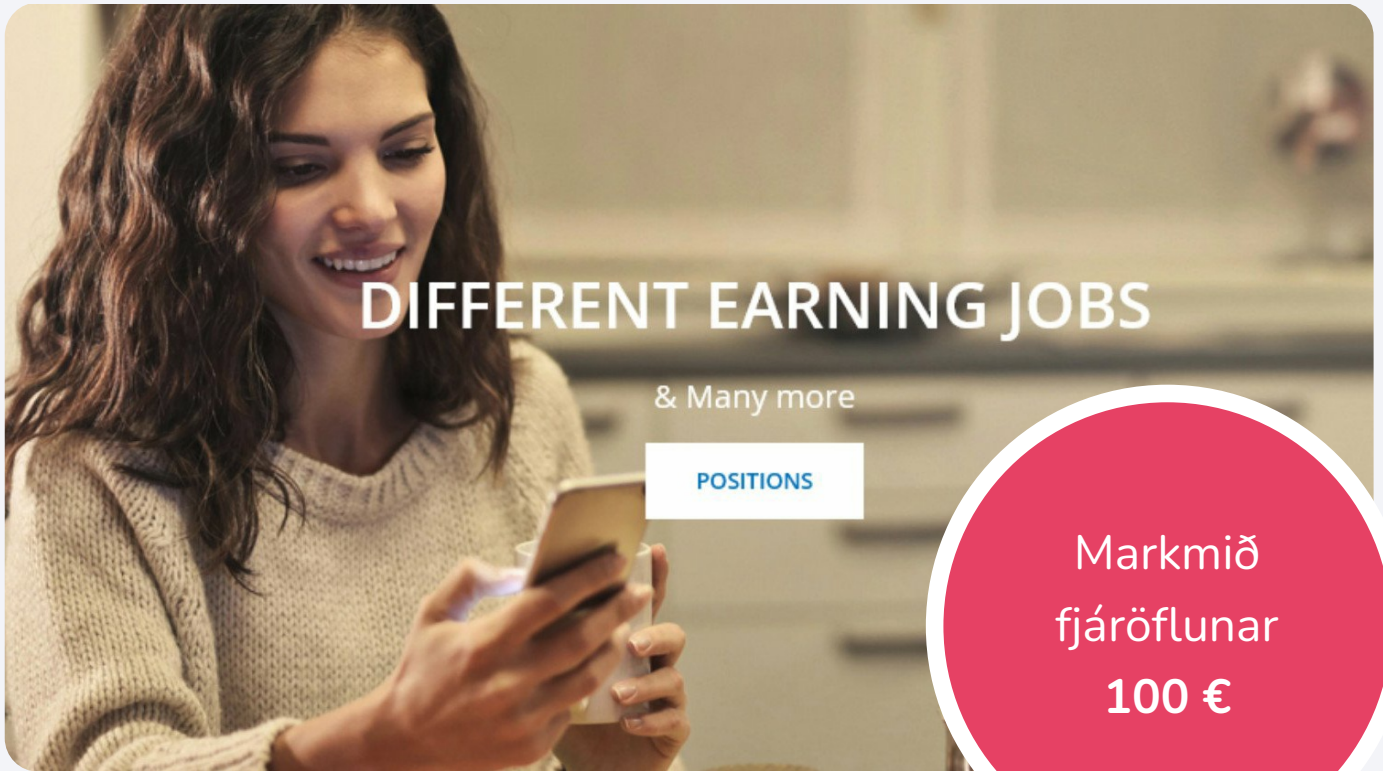 DIFFERENT EARNING JOBS
& Many more
POSITIONS
Markmið
fjáröflunar
100 €